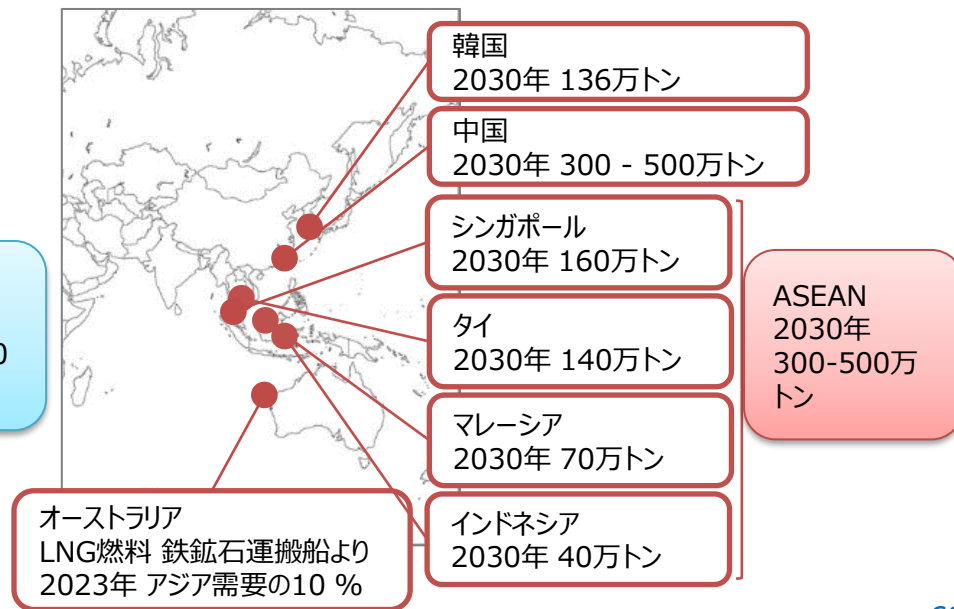 韓国
2030年 136万トン
中国
2030年 300 - 500万トン
シンガポール
2030年 160万トン
タイ
2030年 140万トン
マレーシア
2030年 70万トン
インドネシア
2030年 40万トン
ASEAN
2030年
300-500万
トン
オーストラリア
LNG燃料 鉄鉱石運搬船より
2023年 アジア需要の10 %
0